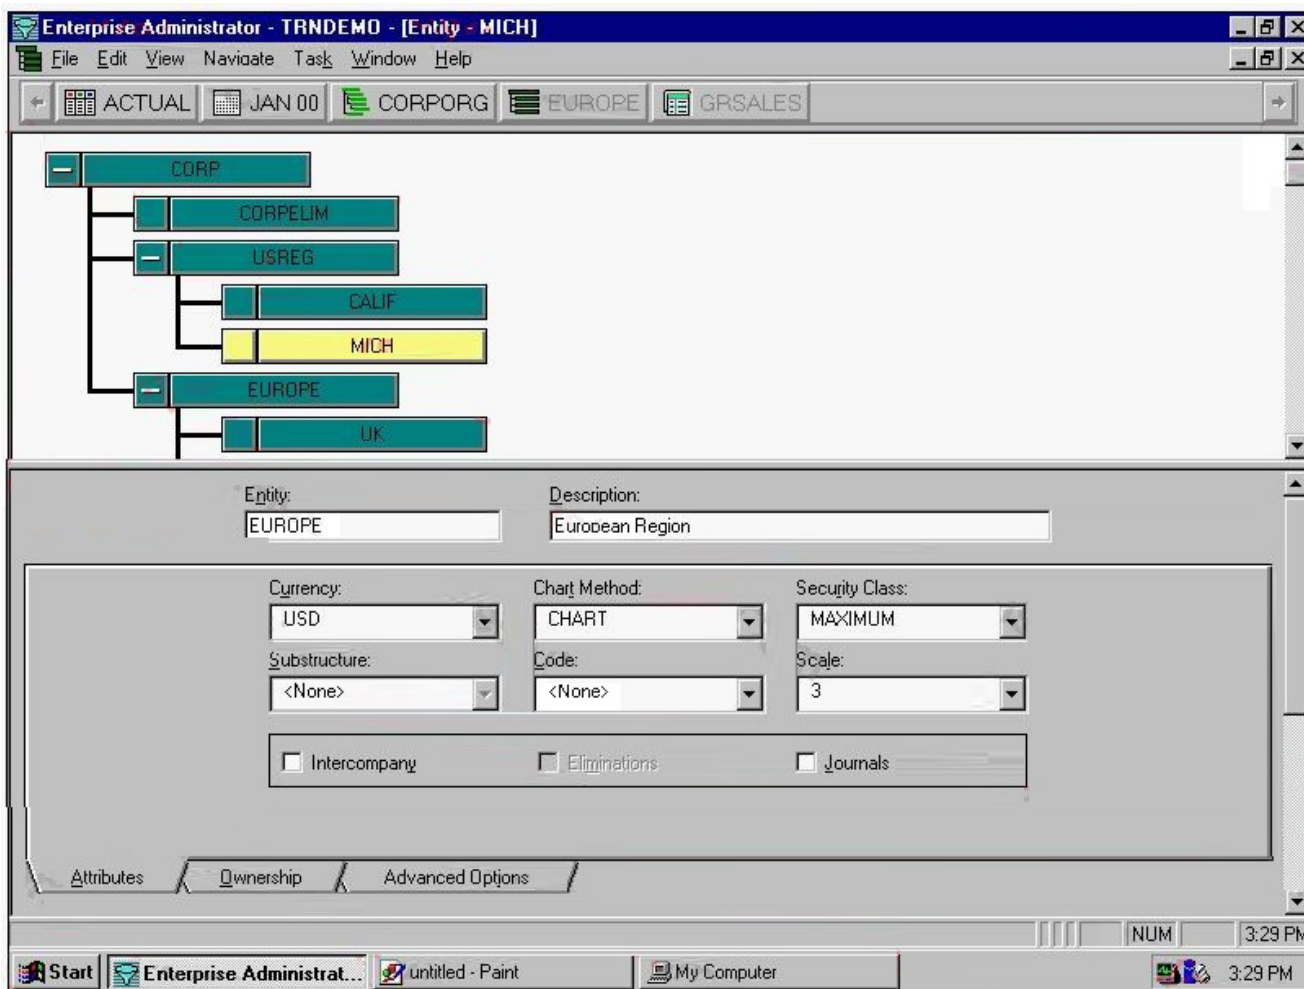 Enterprise Administrator - TRNDEMO - [Entity - MICH]
File Edit View Navigate Task Window Help
ACTUAL JAN 00 CORPORG EUROPE GRSALES
CORP
CORPELIM
USREG
CALIF
MICH
EUROPE
UK
Entity: Description:
EUROPE European Region
Currency: Chart Method: Security Class:
USD CHART MAXIMUM
Substructure: Code: Scale:
<None> <None> 3
Intercompany Eliminations Journals
Attributes Ownership Advanced Options
NUM 3:29 PM
Start Enterprise Administrat... untitled - Paint My Computer 3:29 PM